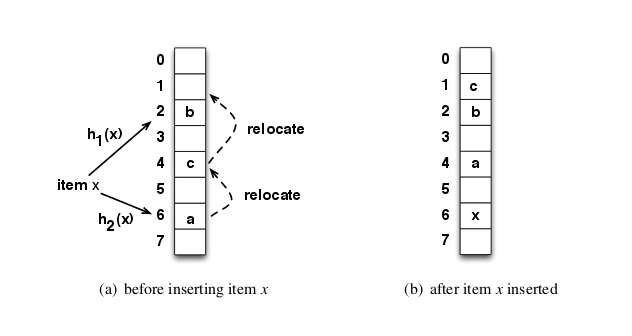 0
1
2 b
3
4 c
5
6 a
7
h1(x)
item x
h2(x)
relocate
relocate
(a) before inserting item x
0
1 c
2 b
3
4 a
5
6 x
7
(b) after item x inserted